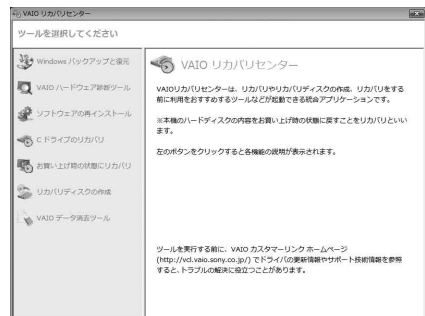 VAIO リカバリセンター
ツールを選択してください
Windows バックアップと復元
VAIO ハードウェア診断ツール
ソフトウェアの再インストール
C ドライブのリカバリ
お買い上げ時の状態にリカバリ
リカバリディスクの作成
VAIO データ消去ツール
VAIO リカバリセンター
VAIOリカバリセンターは、リカバリやリカバリディスクの作成、リカバリをする
前に利用をおすすめするツールなどが起動できる統合アプリケーションです。
※本機のハードディスクの内容をお買い上げ時の状態に戻すことをリカバリといい
ます。
左のボタンをクリックすると各機能の説明が表示されます。
ツールを実行する前に、VAIO カスタマーリンク ホームページ
(http://vcl.vaio.sony.co.jp/) でドライバの更新情報やサポート技術情報を参照
すると、トラブルの解決に役立つことがあります。